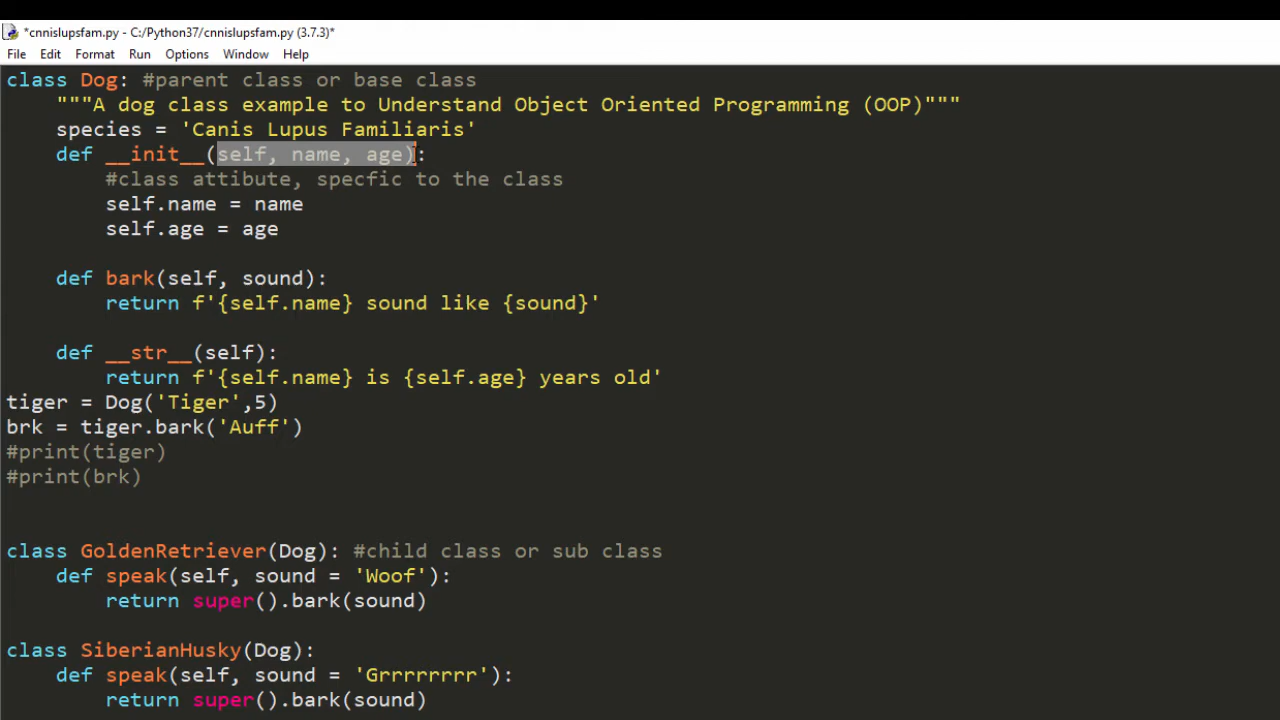 *cnnislupsfam.py - C:/Python37/cnnislupsfam.py (3.7.3)*
File Edit Format Run Options Window Help
class Dog: #parent class or base class
    """A dog class example to Understand Object Oriented Programming (OOP)"""
    species = 'Canis Lupus Familiaris'
    def __init__(self, name, age):
        #class attibute, specfic to the class
        self.name = name
        self.age = age

    def bark(self, sound):
        return f'{self.name} sound like {sound}'

    def __str__(self):
        return f'{self.name} is {self.age} years old'
tiger = Dog('Tiger',5)
brk = tiger.bark('Auff')
#print(tiger)
#print(brk)

class GoldenRetriever(Dog): #child class or sub class
    def speak(self, sound = 'Woof'):
        return super().bark(sound)

class SiberianHusky(Dog):
    def speak(self, sound = 'Grrrrrrrr'):
        return super().bark(sound)